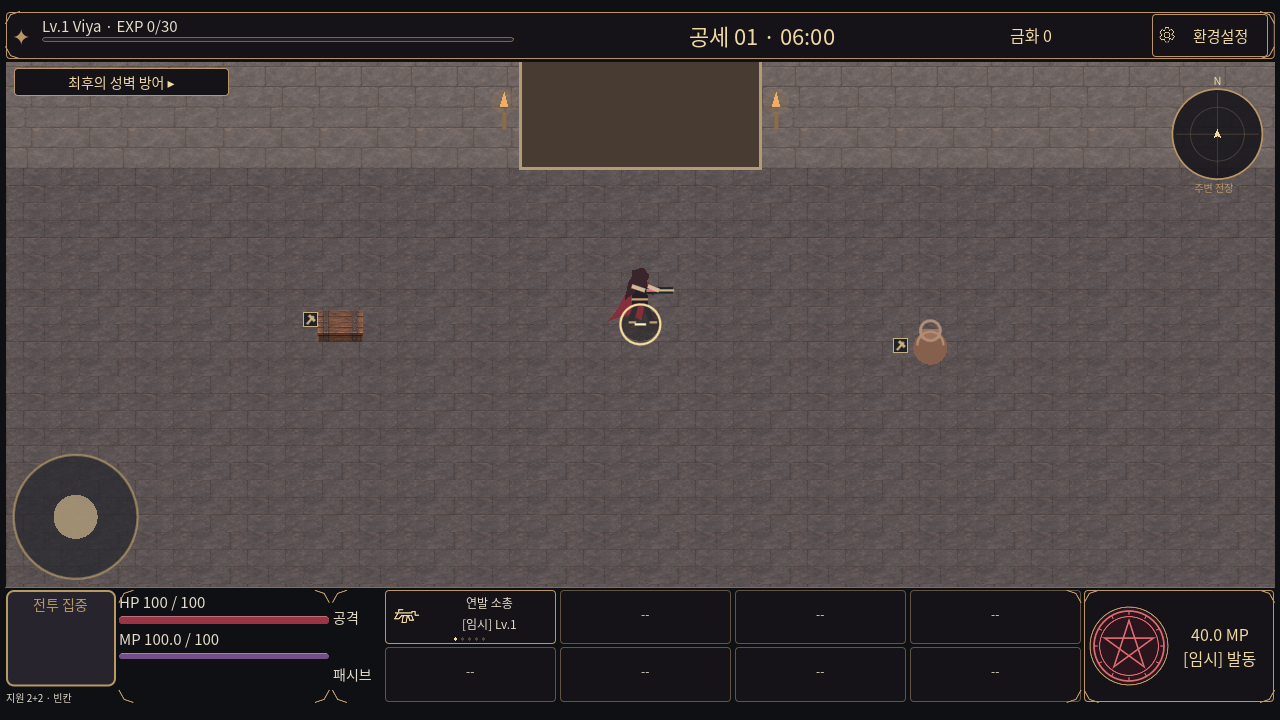 Lv.1 Viya · EXP 0/30
공세 01 · 06:00
금화 0
환경설정
최후의 성벽 방어 ▸
N
주변 전장
전투 집중
HP 100 / 100
MP 100.0 / 100
지원 2+2 · 빈칸
공격
패시브
연발 소총
[임시] Lv.1
--
--
--
--
--
--
--
40.0 MP
[임시] 발동